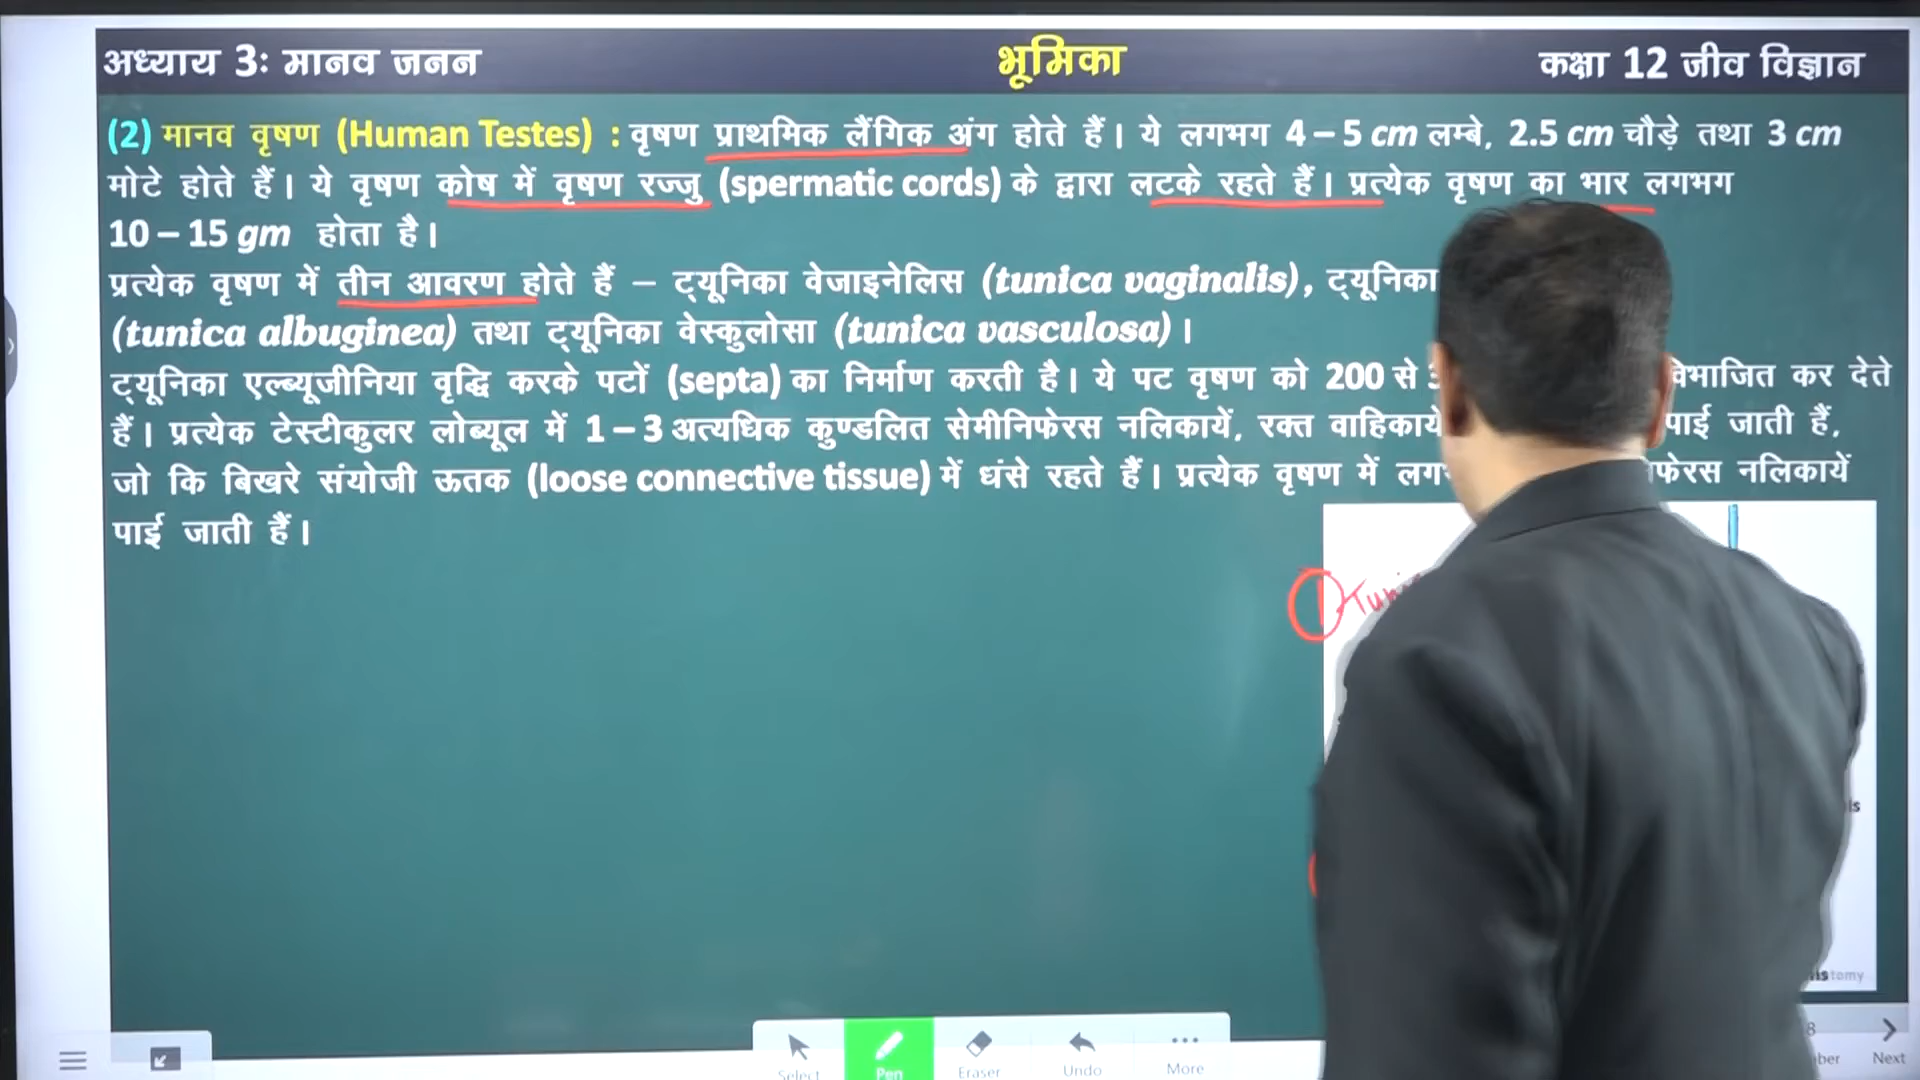 अध्याय 3: मानव जनन भूमिका कक्षा 12 जीव विज्ञान
(2) मानव वृषण (Human Testes) : वृषण प्राथमिक लैंगिक अंग होते हैं। ये लगभग 4 – 5 cm लम्बे, 2.5 cm चौड़े तथा 3 cm
मोटे होते हैं। ये वृषण कोष में वृषण रज्जु (spermatic cords) के द्वारा लटके रहते हैं। प्रत्येक वृषण का भार लगभग
10 – 15 gm होता है।
प्रत्येक वृषण में तीन आवरण होते हैं – ट्यूनिका वेजाइनेलिस (tunica vaginalis), ट्यूनिका
(tunica albuginea) तथा ट्यूनिका वेस्कुलोसा (tunica vasculosa)।
ट्यूनिका एल्ब्यूजीनिया वृद्धि करके पटों (septa) का निर्माण करती है। ये पट वृषण को 200 से विभाजित कर देते
हैं। प्रत्येक टेस्टीकुलर लोब्यूल में 1 – 3 अत्यधिक कुण्डलित सेमीनिफेरस नलिकायें, रक्त पाई जाती हैं,
जो कि बिखरे संयोजी ऊतक (loose connective tissue) में धंसे रहते हैं। प्रत्येक वृषण में नलिकायें
पाई जाती हैं।
1
Select Pen Eraser Undo More Next